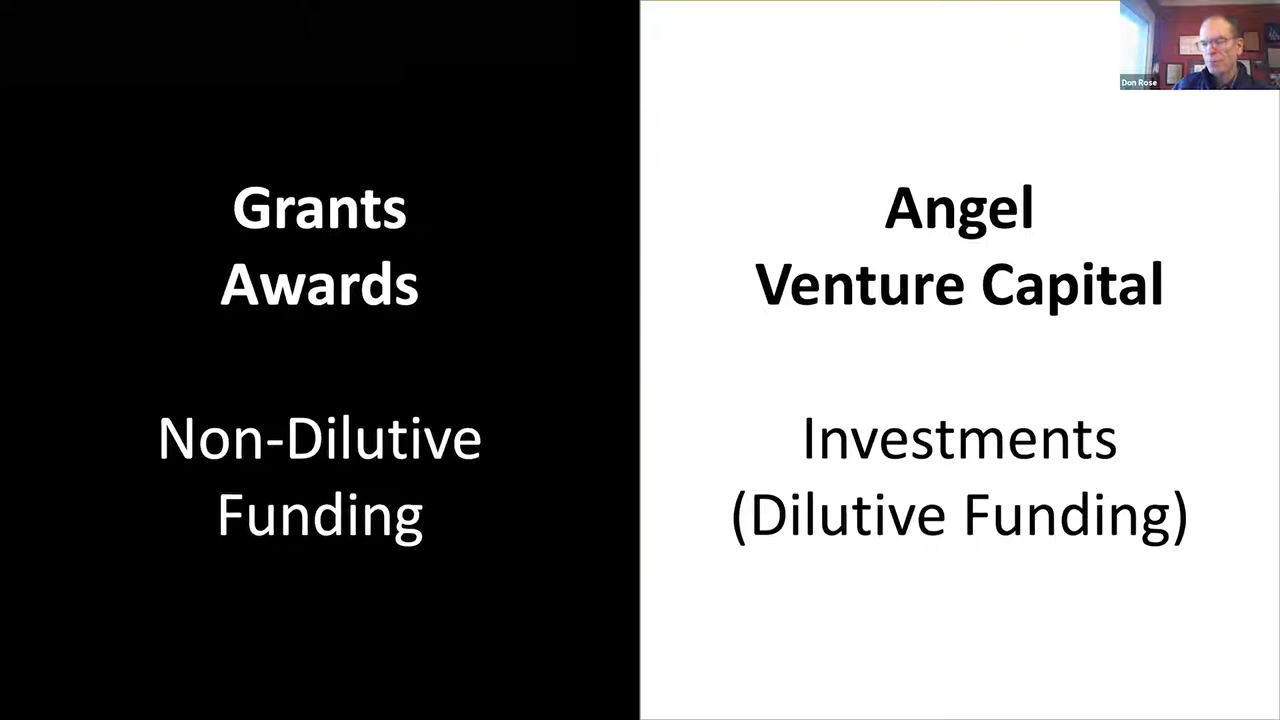 Grants
Awards
Non-Dilutive
Funding
Angel
Venture Capital
Investments
(Dilutive Funding)
Don Rose